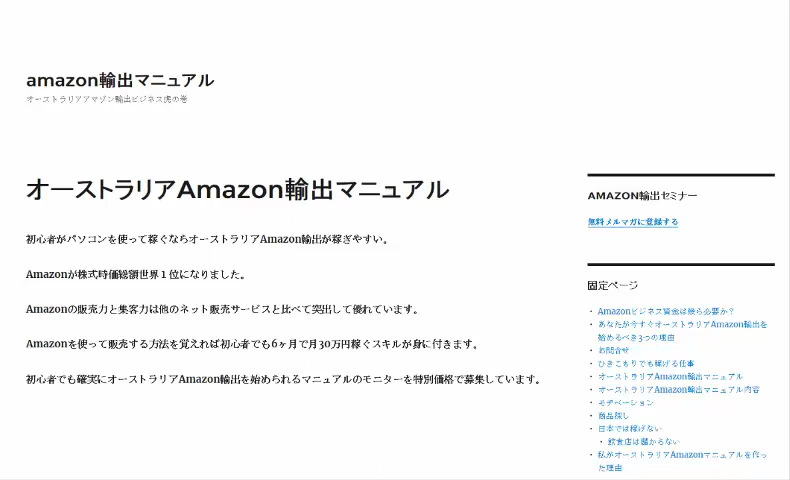 amazon輸出マニュアル
オーストラリアアマゾン輸出ビジネス虎の巻
オーストラリアAmazon輸出マニュアル
初心者がパソコンを使って稼ぐならオーストラリアAmazon輸出が稼ぎやすい。
Amazonが株式時価総額世界１位になりました。
Amazonの販売力と集客力は他のネット販売サービスと比べて突出して優れています。
Amazonを使って販売する方法を覚えれば初心者でも6ヶ月で月30万円稼ぐスキルが身に付きます。
初心者でも確実にオーストラリアAmazon輸出を始められるマニュアルのモニターを特別価格で募集しています。
AMAZON輸出セミナー
無料メルマガに登録する
固定ページ
Amazonビジネス資金は幾ら必要か？
あなたが今すぐオーストラリアAmazon輸出を
始めるべき3つの理由
お問合せ
ひきこもりでも稼げる仕事
オーストラリアAmazon輸出マニュアル
オーストラリアAmazon輸出マニュアル内容
モチベーション
商品探し
日本では稼げない
飲食店は儲からない
私がオーストラリアAmazonマニュアルを作っ
た理由